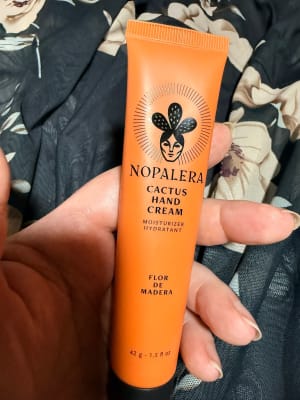 NOPALERA
CACTUS
HAND
CREAM
MOISTURIZER
HYDRATANT
FLOR
DE
MADERA
42 g - 1.5 fl oz